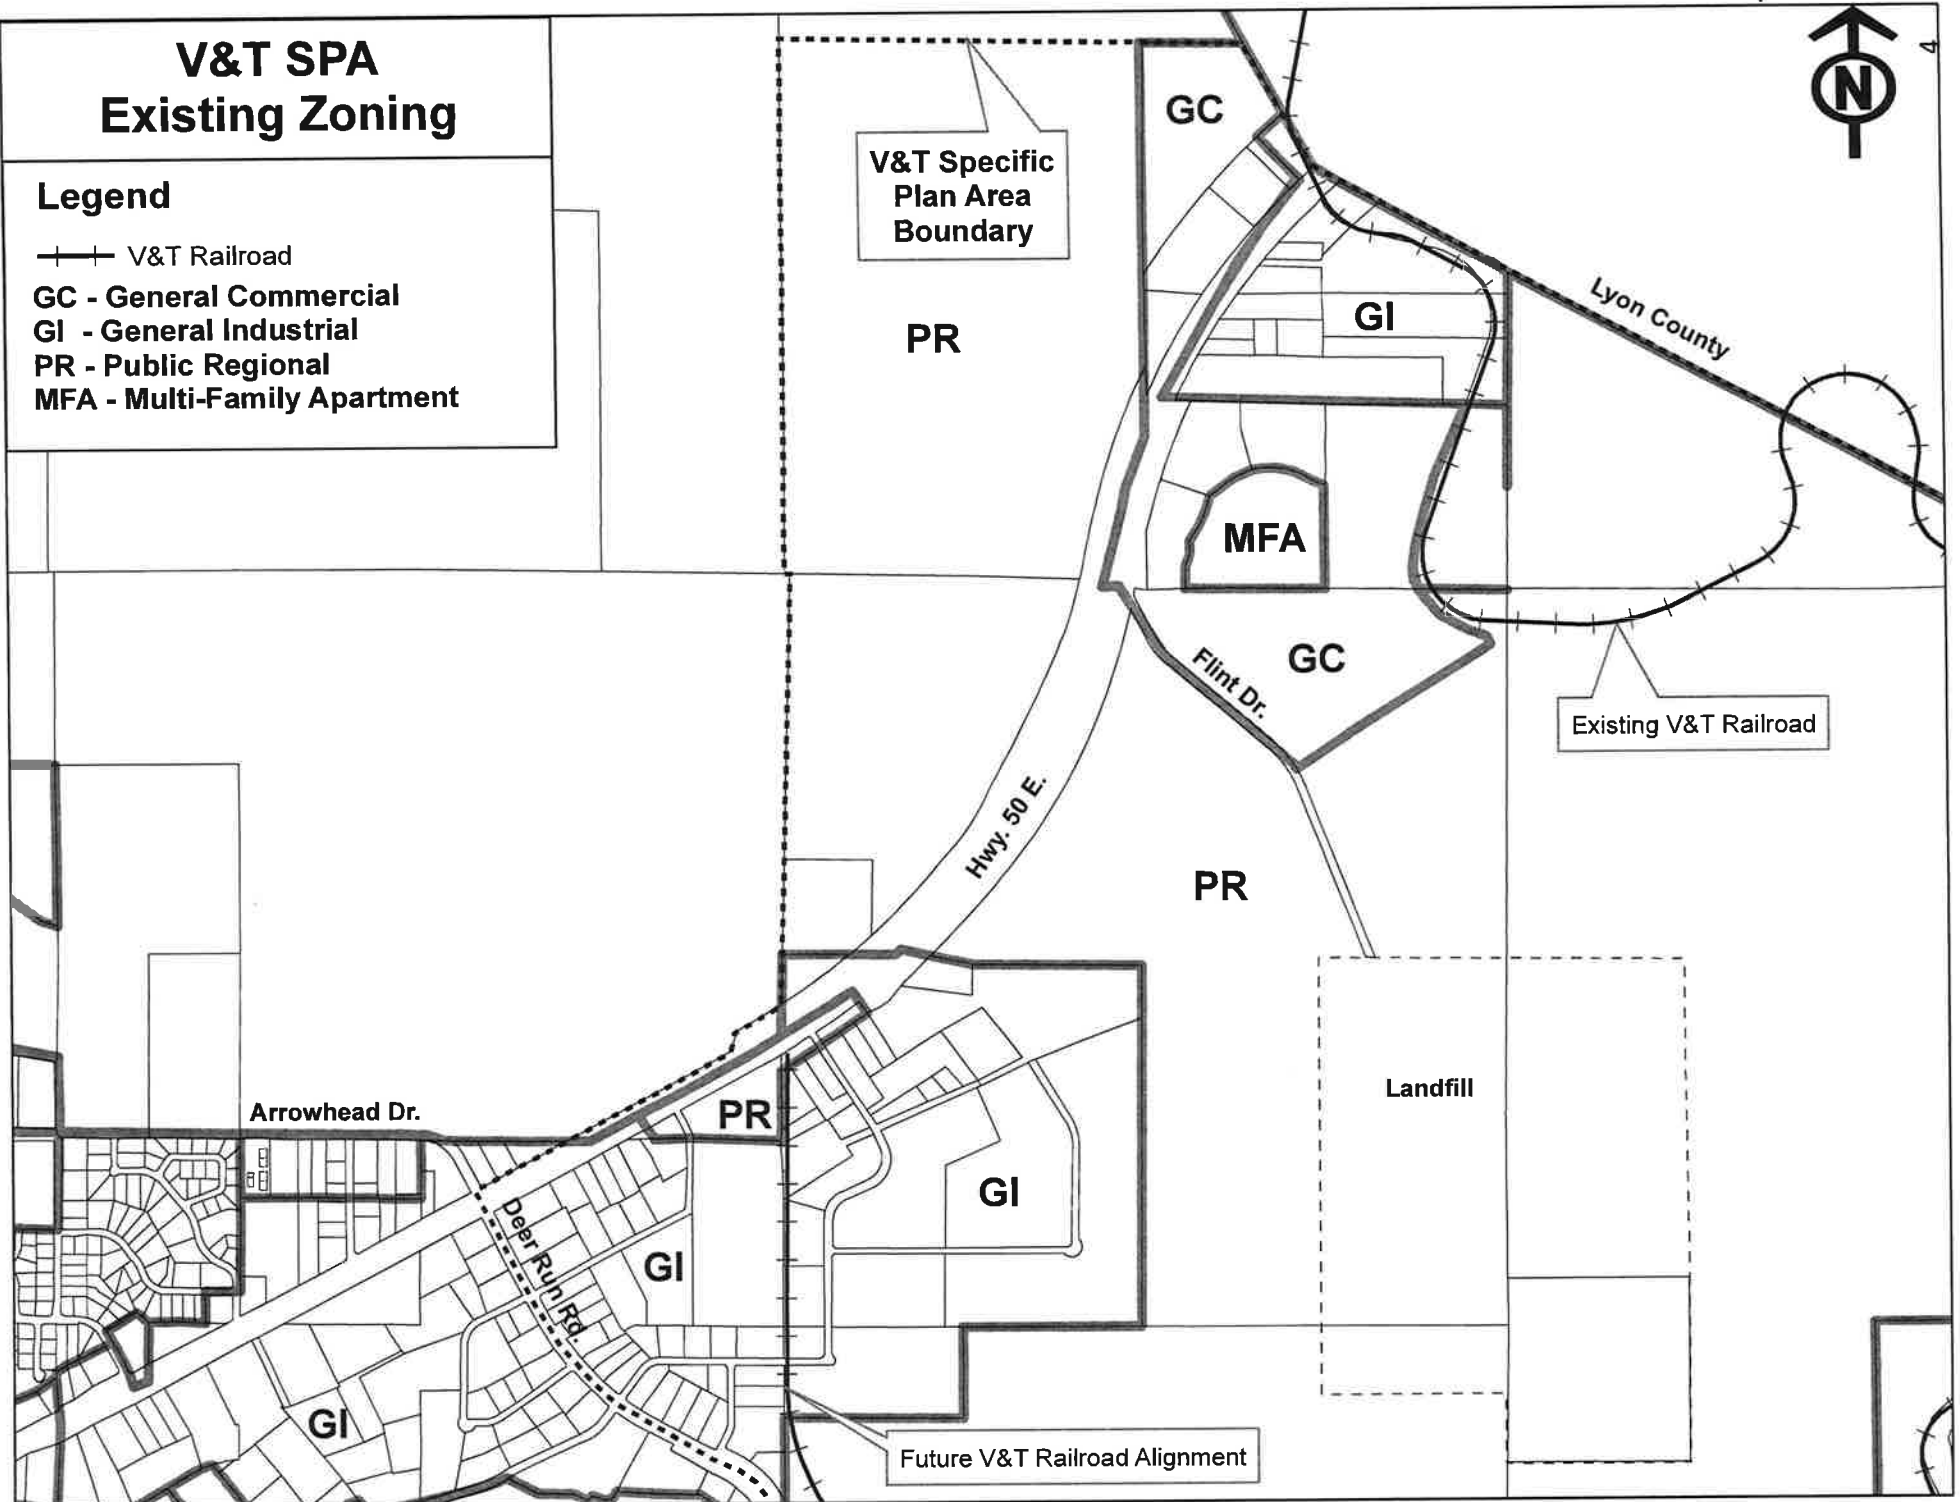 V&T SPA
Existing Zoning
Legend
V&T Railroad
GC - General Commercial
GI - General Industrial
PR - Public Regional
MFA - Multi-Family Apartment
N
4
GC
V&T Specific
Plan Area
Boundary
PR
GI
Lyon County
MFA
GC
Flint Dr.
Existing V&T Railroad
Hwy. 50 E.
PR
Landfill
Arrowhead Dr.
PR
GI
Deer Run Rd.
GI
GI
Future V&T Railroad Alignment